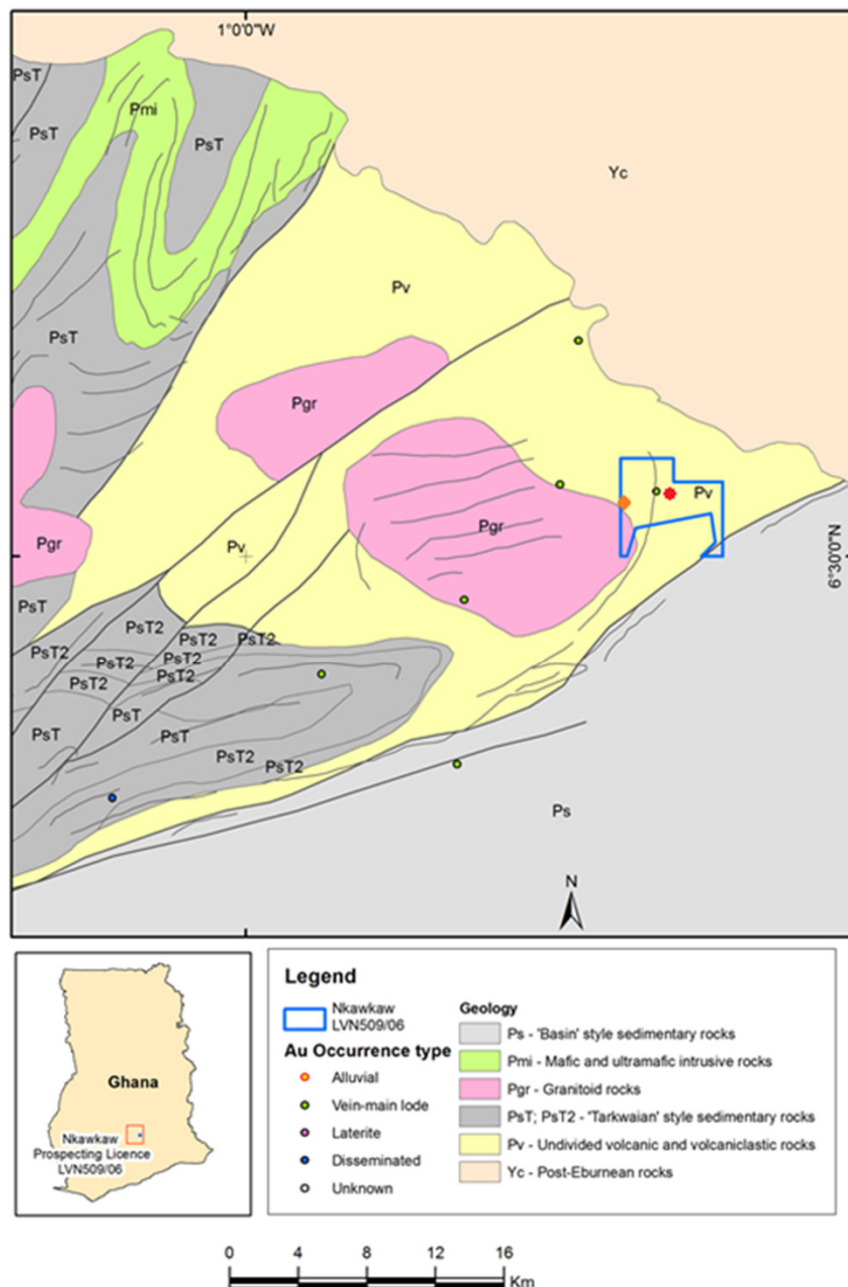 1°0'0"W
PsT
Pmi
PsT
PsT
Yc
Pv
PsT
Pgr
Pv
Pgr
Pgr
Pv
6°30'0"N
PsT
PsT2
PsT2
PsT2
PsT2
PsT2
PsT2
PsT2
PsT2
PsT
PsT
PsT
PsT2
PsT2
Ps
N
Ghana
Nkawkaw
Prospecting Licence
LVN509/06
Legend
Nkawkaw
LVN509/06
Au Occurrence type
Alluvial
Vein-main lode
Laterite
Disseminated
Unknown
Geology
Ps - 'Basin' style sedimentary rocks
Pmi - Mafic and ultramafic intrusive rocks
Pgr - Granitoid rocks
PsT; PsT2 - 'Tarkwaian' style sedimentary rocks
Pv - Undivided volcanic and volcaniclastic rocks
Yc - Post-Eburnean rocks
0 4 8 12 16
Km